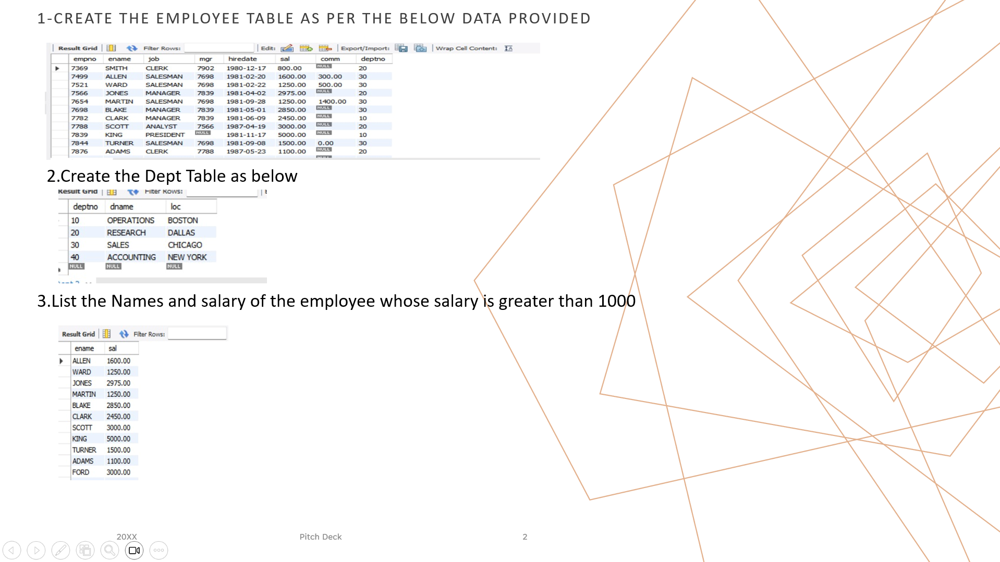 1-CREATE THE EMPLOYEE TABLE AS PER THE BELOW DATA PROVIDED
Result Grid Filter Rows: Edit: Export/Import: Wrap Cell Content:
empno ename job mgr hiredate sal comm deptno
7369 SMITH CLERK 7902 1980-12-17 800.00 NULL 20
7499 ALLEN SALESMAN 7698 1981-02-20 1600.00 300.00 30
7521 WARD SALESMAN 7698 1981-02-22 1250.00 500.00 30
7566 JONES MANAGER 7839 1981-04-02 2975.00 NULL 20
7654 MARTIN SALESMAN 7698 1981-09-28 1250.00 1400.00 30
7698 BLAKE MANAGER 7839 1981-05-01 2850.00 NULL 30
7782 CLARK MANAGER 7839 1981-06-09 2450.00 NULL 10
7788 SCOTT ANALYST 7566 1987-04-19 3000.00 NULL 20
7839 KING PRESIDENT NULL 1981-11-17 5000.00 NULL 10
7844 TURNER SALESMAN 7698 1981-09-08 1500.00 0.00 30
7876 ADAMS CLERK 7788 1987-05-23 1100.00 NULL 20
NULL
2.Create the Dept Table as below
Result Grid Filter Rows:
deptno dname loc
10 OPERATIONS BOSTON
20 RESEARCH DALLAS
30 SALES CHICAGO
40 ACCOUNTING NEW YORK
NULL NULL NULL
3.List the Names and salary of the employee whose salary is greater than 1000
Result Grid Filter Rows:
ename sal
ALLEN 1600.00
WARD 1250.00
JONES 2975.00
MARTIN 1250.00
BLAKE 2850.00
CLARK 2450.00
SCOTT 3000.00
KING 5000.00
TURNER 1500.00
ADAMS 1100.00
FORD 3000.00
20XX Pitch Deck 2